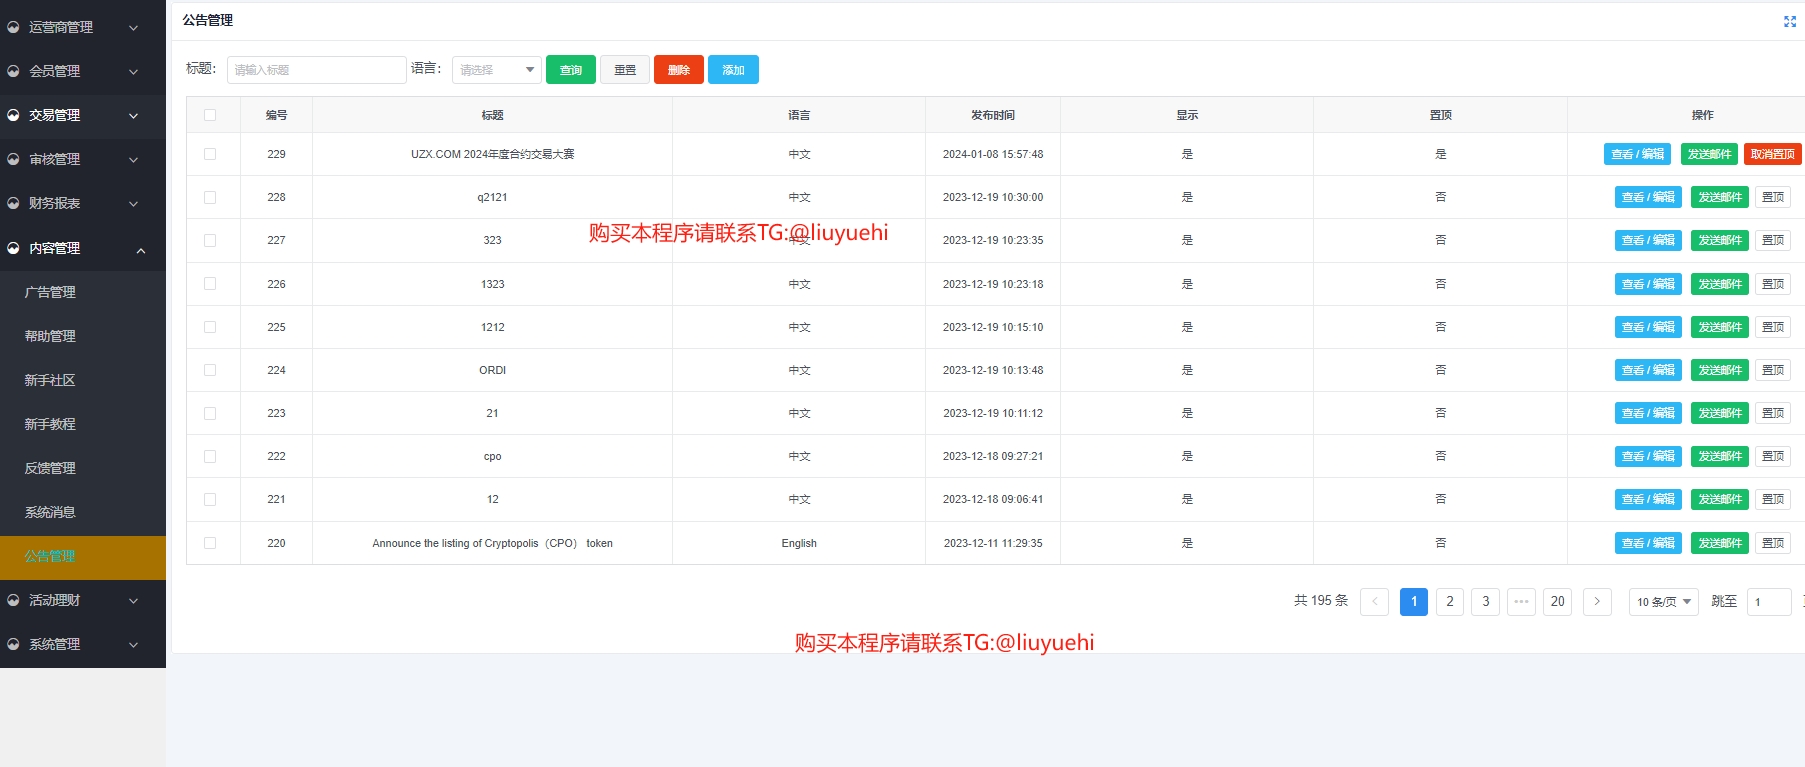 公告管理
运营商管理
会员管理
交易管理
审核管理
财务报表
内容管理
广告管理
帮助管理
新手社区
新手教程
反馈管理
系统消息
公告管理
活动理财
系统管理
标题: 请输入标题 语言: 请选择 查询 重置 删除 添加
编号 标题 语言 发布时间 显示 置顶 操作
229 UZX.COM 2024年度合约交易大赛 中文 2024-01-08 15:57:48 是 是 查看 / 编辑 发送邮件 取消置顶
228 q2121 中文 2023-12-19 10:30:00 是 否 查看 / 编辑 发送邮件 置顶
购买本程序请联系TG:@liuyuehi
227 323 中文 2023-12-19 10:23:35 是 否 查看 / 编辑 发送邮件 置顶
226 1323 中文 2023-12-19 10:23:18 是 否 查看 / 编辑 发送邮件 置顶
225 1212 中文 2023-12-19 10:15:10 是 否 查看 / 编辑 发送邮件 置顶
224 ORDI 中文 2023-12-19 10:13:48 是 否 查看 / 编辑 发送邮件 置顶
223 21 中文 2023-12-19 10:11:12 是 否 查看 / 编辑 发送邮件 置顶
222 cpo 中文 2023-12-18 09:27:21 是 否 查看 / 编辑 发送邮件 置顶
221 12 中文 2023-12-18 09:06:41 是 否 查看 / 编辑 发送邮件 置顶
220 Announce the listing of Cryptopolis（CPO） token English 2023-12-11 11:29:35 是 否 查看 / 编辑 发送邮件 置顶
共 195 条 < 1 2 3 ••• 20 > 10 条/页 跳至 1
购买本程序请联系TG:@liuyuehi